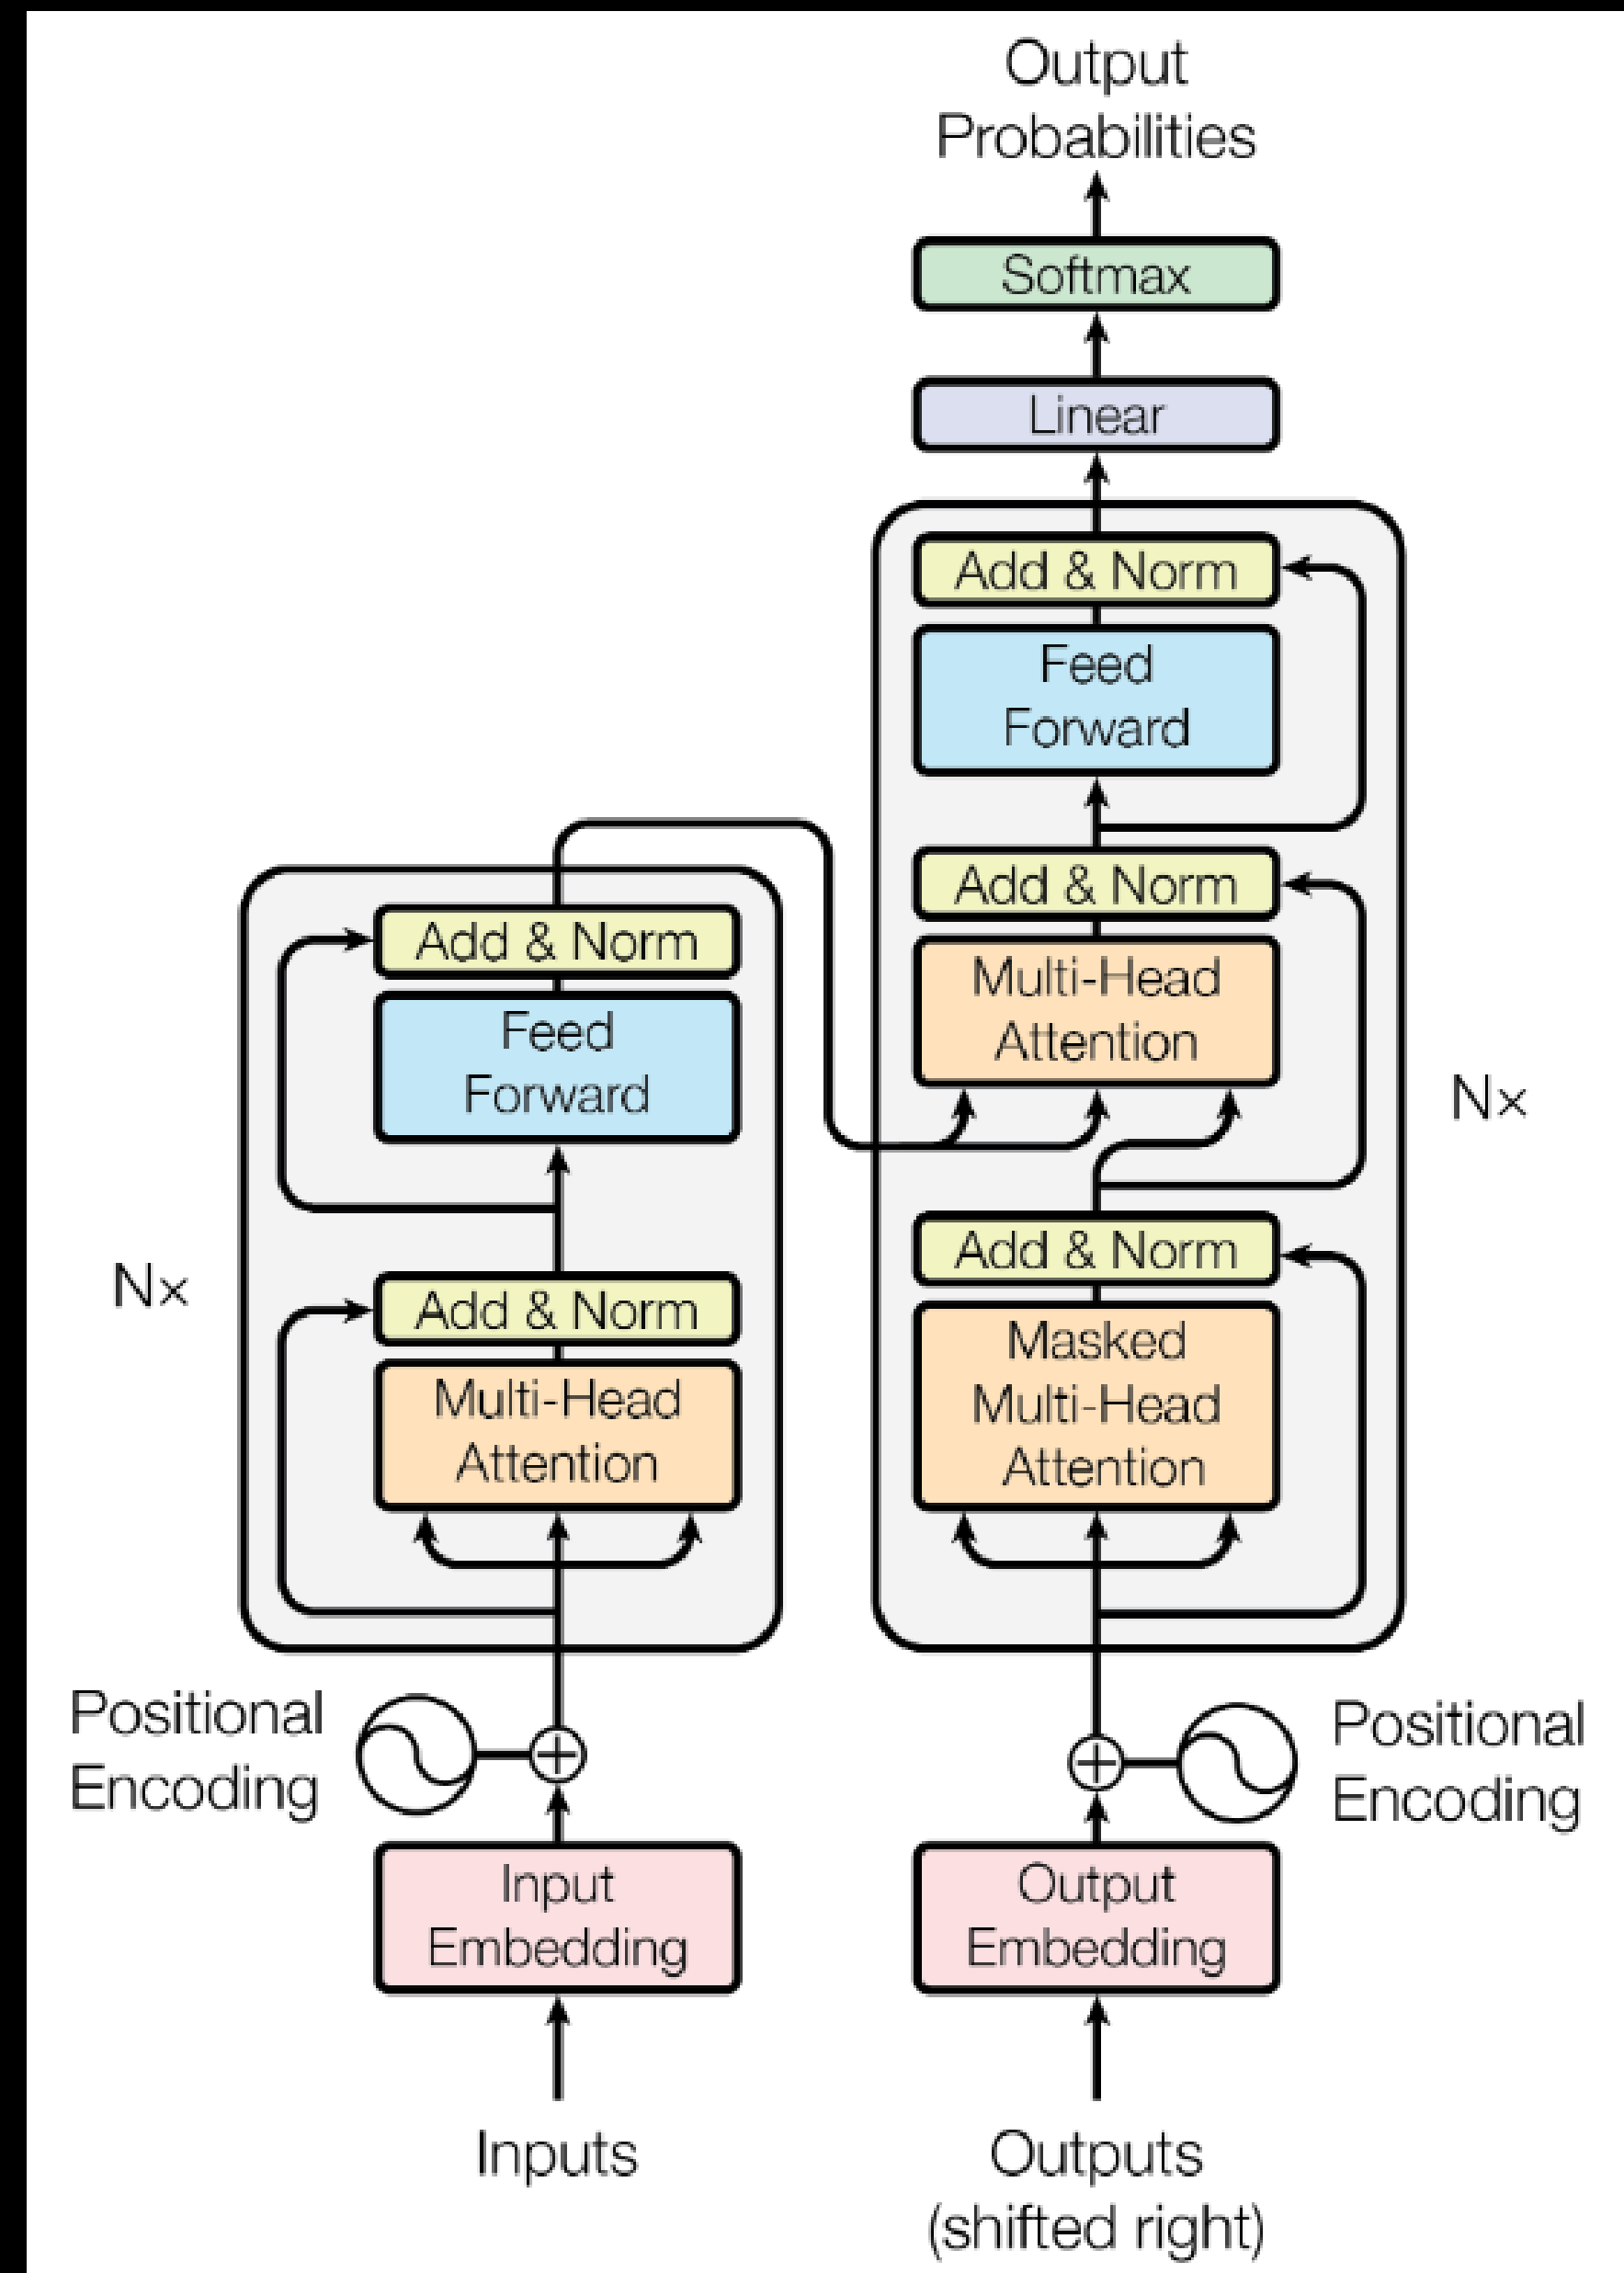 Output
Probabilities
Softmax
Linear
Add & Norm
Feed
Forward
Add & Norm
Multi-Head
Attention
Add & Norm
Masked
Multi-Head
Attention
Nx
Add & Norm
Feed
Forward
Add & Norm
Multi-Head
Attention
Nx
Positional
Encoding
Positional
Encoding
Input
Embedding
Output
Embedding
Inputs
Outputs
(shifted right)